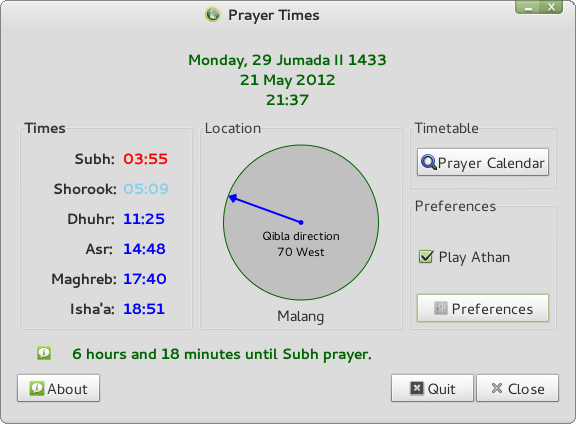 Prayer Times
Monday, 29 Jumada II 1433
21 May 2012
21:37
Times
Subh: 03:55
Shorook: 05:09
Dhuhr: 11:25
Asr: 14:48
Maghreb: 17:40
Isha'a: 18:51
Location
Qibla direction
70 West
Malang
Timetable
Prayer Calendar
Preferences
Play Athan
Preferences
6 hours and 18 minutes until Subh prayer.
About
Quit
Close